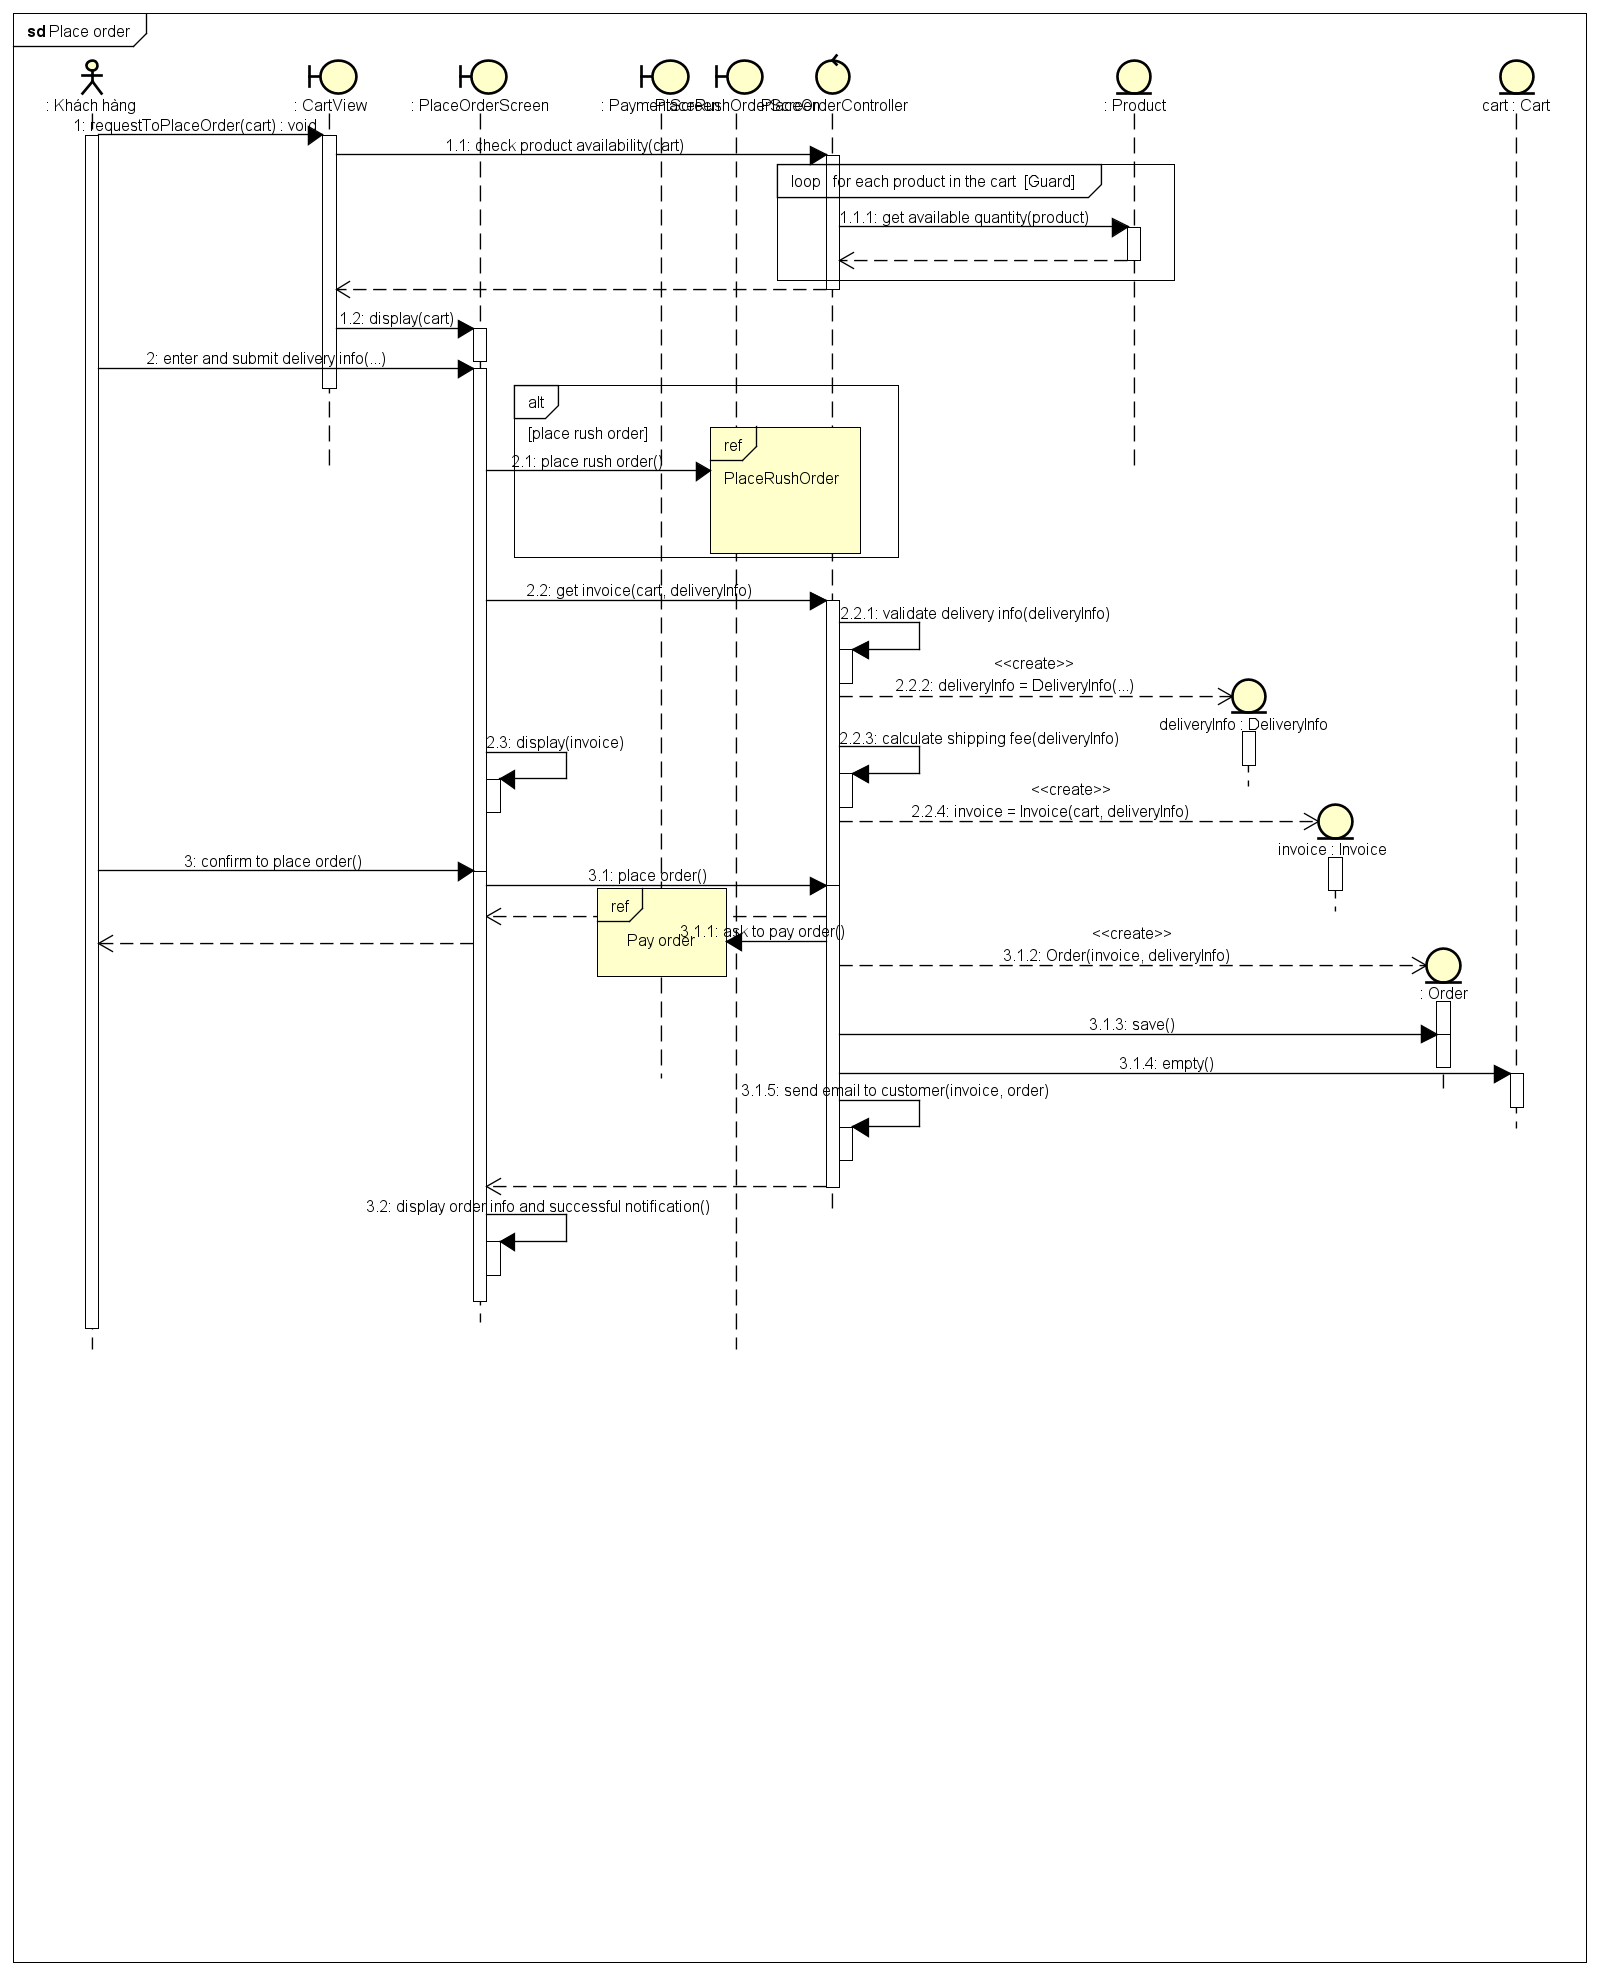 sd Place order
: Khách hàng
: CartView
: PlaceOrderScreen
: PaymentScreen
: PlaceRushOrderScreen
: PlaceOrderController
: Product
cart : Cart
1: requestToPlaceOrder(cart) : void
1.1: check product availability(cart)
loop for each product in the cart [Guard]
1.1.1: get available quantity(product)
1.2: display(cart)
2: enter and submit delivery info(...)
alt
[place rush order]
ref
2.1: place rush order()
PlaceRushOrder
2.2: get invoice(cart, deliveryInfo)
2.2.1: validate delivery info(deliveryInfo)
<<create>>
2.2.2: deliveryInfo = DeliveryInfo(...)
deliveryInfo : DeliveryInfo
2.3: display(invoice)
2.2.3: calculate shipping fee(deliveryInfo)
<<create>>
2.2.4: invoice = Invoice(cart, deliveryInfo)
invoice : Invoice
3: confirm to place order()
3.1: place order()
ref
3.1.1: ask to pay order()
Pay order
<<create>>
3.1.2: Order(invoice, deliveryInfo)
: Order
3.1.3: save()
3.1.4: empty()
3.1.5: send email to customer(invoice, order)
3.2: display order info and successful notification()